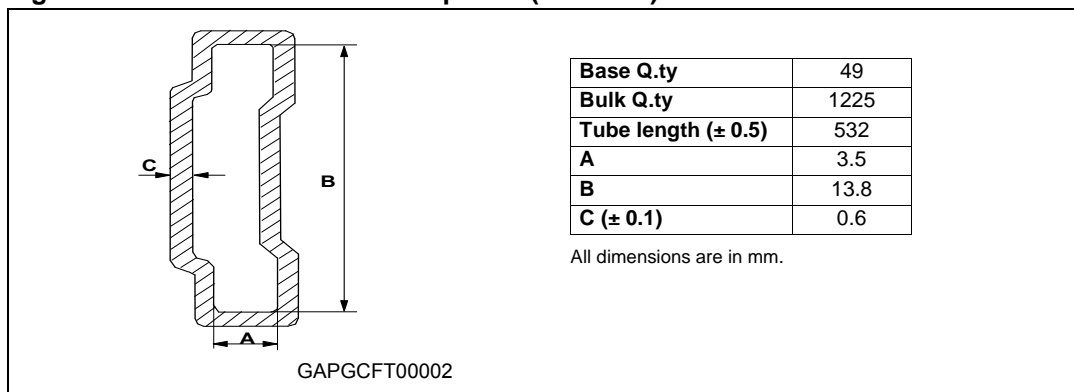 C
B
A
GAPGCFT00002
Base Q.ty 49
Bulk Q.ty 1225
Tube length (± 0.5) 532
A 3.5
B 13.8
C (± 0.1) 0.6
All dimensions are in mm.